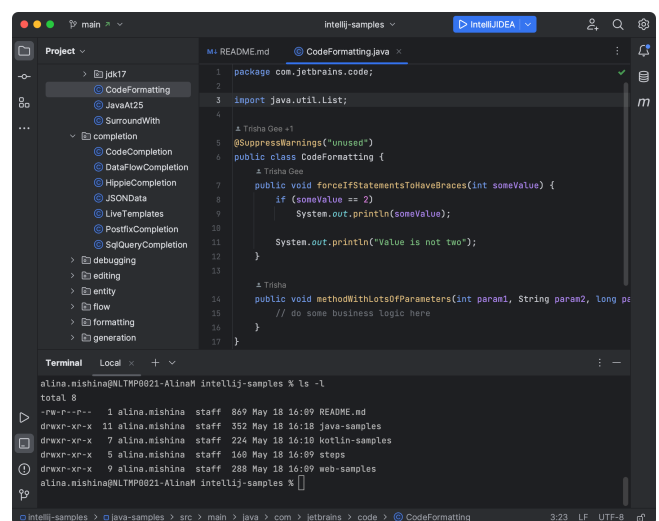 main
intellij-samples
IntelliJIDEA
Project
README.md
CodeFormatting.java
jdk17
CodeFormatting
JavaAt25
SurroundWith
completion
CodeCompletion
DataFlowCompletion
HippieCompletion
JSONData
LiveTemplates
PostfixCompletion
SqlQueryCompletion
debugging
editing
entity
flow
formatting
generation
1 package com.jetbrains.code;
2
3 import java.util.List;
4
Trisha Gee +1
5 @SuppressWarnings("unused")
6 public class CodeFormatting {
Trisha Gee
7 public void forceIfStatementsToHaveBraces(int someValue) {
8 if (someValue == 2)
9 System.out.println(someValue);
10
11 System.out.println("Value is not two");
12 }
13
Trisha
14 public void methodWithLotsOfParameters(int param1, String param2, long pa
15 // do some business logic here
16 }
17 }
Terminal Local
alina.mishina@NLTMP0021-AlinaM intellij-samples % ls -l
total 8
-rw-r--r-- 1 alina.mishina staff 869 May 18 16:09 README.md
drwxr-xr-x 11 alina.mishina staff 352 May 18 16:18 java-samples
drwxr-xr-x 7 alina.mishina staff 224 May 18 16:10 kotlin-samples
drwxr-xr-x 5 alina.mishina staff 160 May 18 16:09 steps
drwxr-xr-x 9 alina.mishina staff 288 May 18 16:09 web-samples
alina.mishina@NLTMP0021-AlinaM intellij-samples %
intellij-samples > java-samples > src > main > java > com > jetbrains > code > CodeFormatting 3:23 LF UTF-8